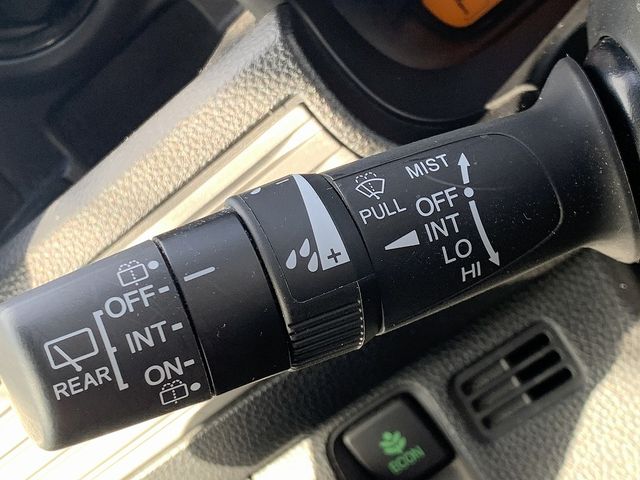 MIST
PULL
OFF
INT
LO
HI
- +
OFF-
INT-
ON-
REAR
ECON